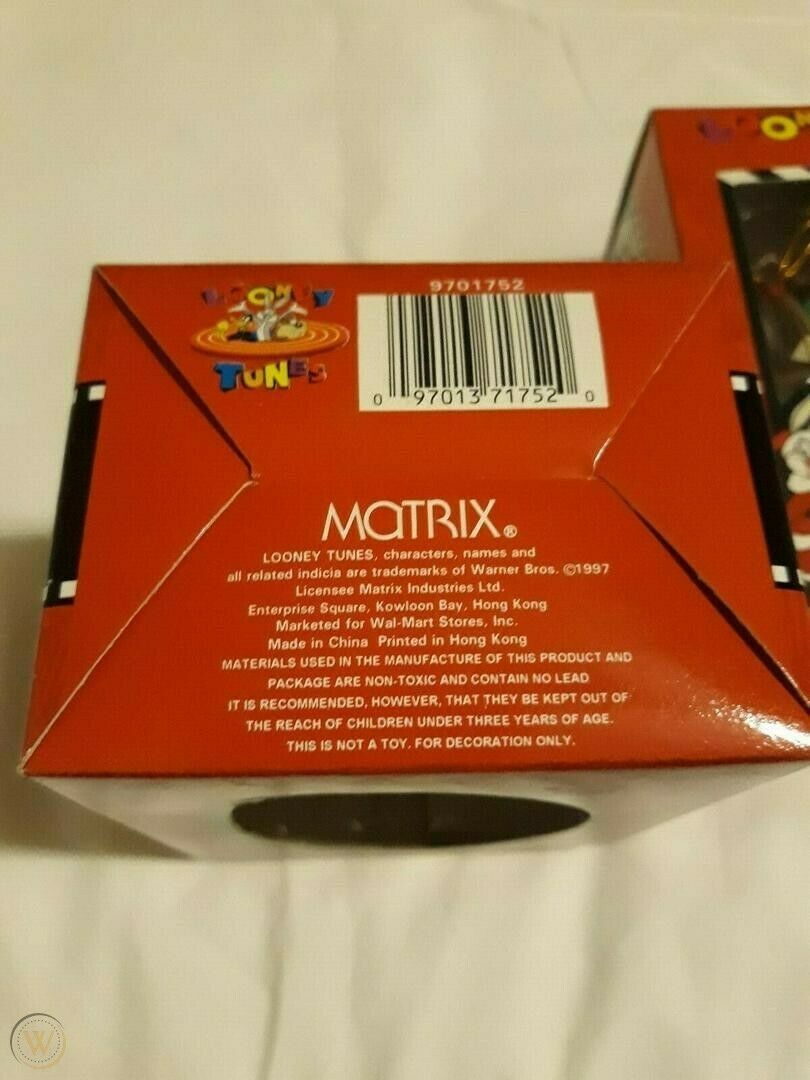 LOON
LOONEY
TUNES
9701752
0 97013 71752 0
MATRIX®
LOONEY TUNES, characters, names and
all related indicia are trademarks of Warner Bros. ©1997
Licensee Matrix Industries Ltd.
Enterprise Square, Kowloon Bay, Hong Kong
Marketed for Wal-Mart Stores, Inc.
Made in China Printed in Hong Kong
MATERIALS USED IN THE MANUFACTURE OF THIS PRODUCT AND
PACKAGE ARE NON-TOXIC AND CONTAIN NO LEAD
IT IS RECOMMENDED, HOWEVER, THAT THEY BE KEPT OUT OF
THE REACH OF CHILDREN UNDER THREE YEARS OF AGE.
THIS IS NOT A TOY. FOR DECORATION ONLY.
W